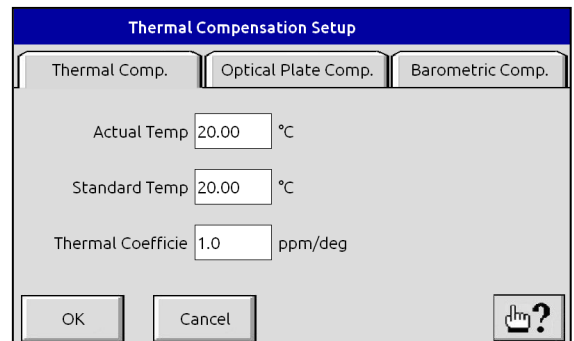 Thermal Compensation Setup
Thermal Comp. Optical Plate Comp. Barometric Comp.
Actual Temp 20.00 °C
Standard Temp 20.00 °C
Thermal Coefficie 1.0 ppm/deg
OK Cancel ?